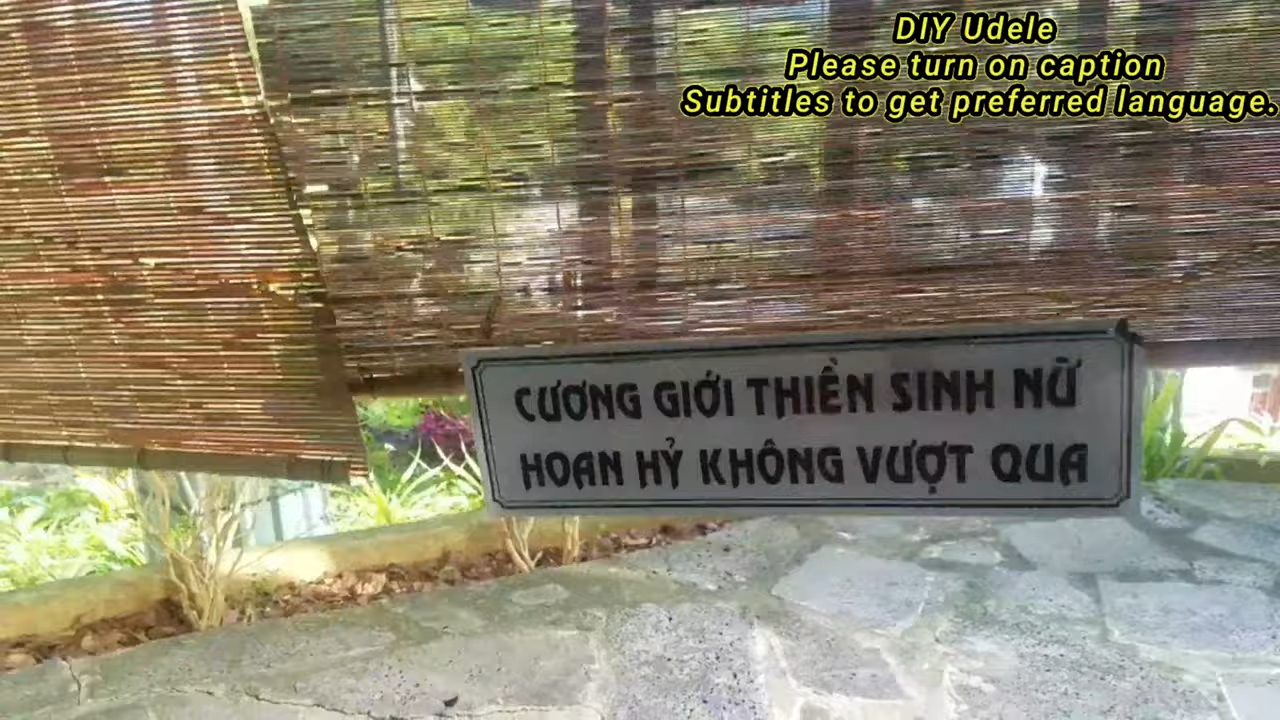 DIY Udele
Please turn on caption
Subtitles to get preferred language.
CƯƠNG GIỚI THIỀN SINH NỮ
HOAN HỶ KHÔNG VƯỢT QUA